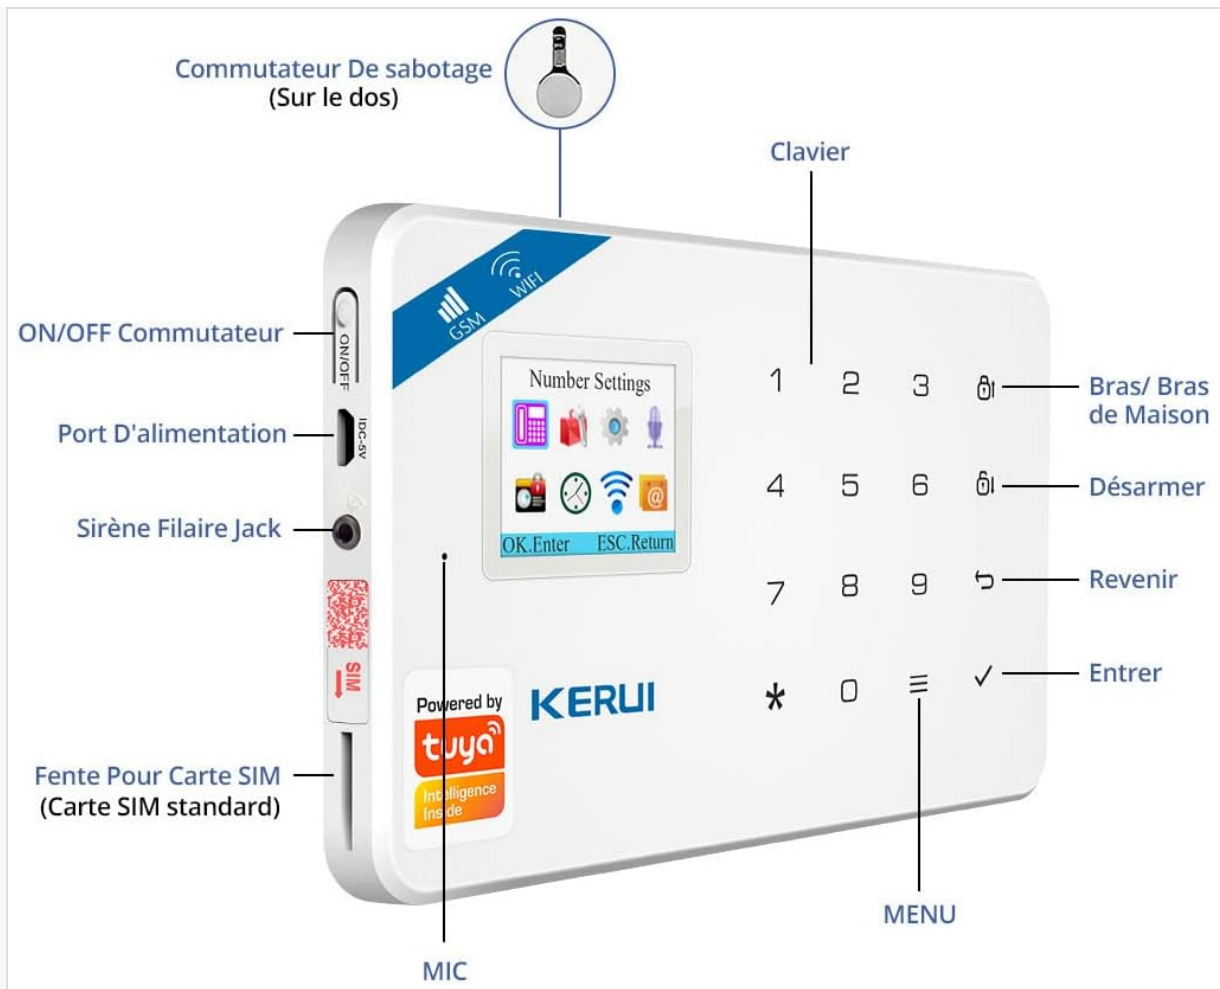 Commutateur De sabotage
(Sur le dos)
Clavier
GSM
WIFI
ON/OFF Commutateur
ON/OFF
Port D'alimentation
DC-5V
Sirène Filaire Jack
SIM
Fente Pour Carte SIM
(Carte SIM standard)
Number Settings
OK.Enter ESC.Return
1 2 3
4 5 6
7 8 9
* 0
Bras/ Bras
de Maison
Désarmer
Revenir
Entrer
Powered by
tuya
Intelligence
Inside
KERUI
MENU
MIC